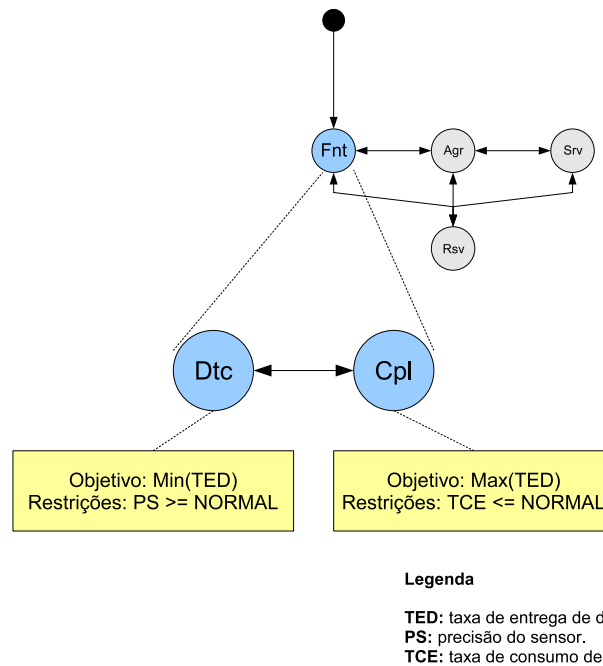 Fnt
Agr
Srv
Rsv
Dtc
Cpl
Objetivo: Min(TED)
Restrições: PS >= NORMAL
Objetivo: Max(TED)
Restrições: TCE <= NORMAL
Legenda
TED: taxa de entrega de
PS: precisão do sensor.
TCE: taxa de consumo de